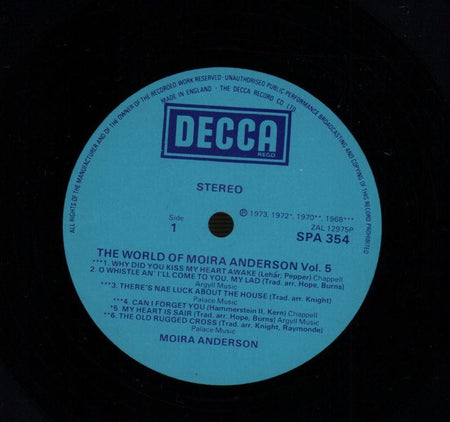 ALL RIGHTS OF THE MANUFACTURER AND OF THE OWNER OF THE RECORDED WORK RESERVED · UNAUTHORISED PUBLIC PERFORMANCE BROADCASTING AND COPYING OF THIS RECORD PROHIBITED
MADE IN ENGLAND · THE DECCA RECORD CO LTD
DECCA
REGD
STEREO
Side
1
Ⓟ 1973, 1972*, 1970**, 1968***
ZAL 12975P
SPA 354
THE WORLD OF MOIRA ANDERSON Vol. 5
***1. WHY DID YOU KISS MY HEART AWAKE (Lehár; Pepper) Chappell
2. O WHISTLE AN' I'LL COME TO YOU, MY LAD (Trad. arr. Hope, Burns)
Argyll Music
***3. THERE'S NAE LUCK ABOUT THE HOUSE (Trad. arr. Knight)
Palace Music
***4. CAN I FORGET YOU (Hammerstein II, Kern) Chappell
*5. MY HEART IS SAIR (Trad. arr. Hope, Burns) Argyll Music
**6. THE OLD RUGGED CROSS (Trad. arr. Knight, Raymonde)
Palace Music
MOIRA ANDERSON